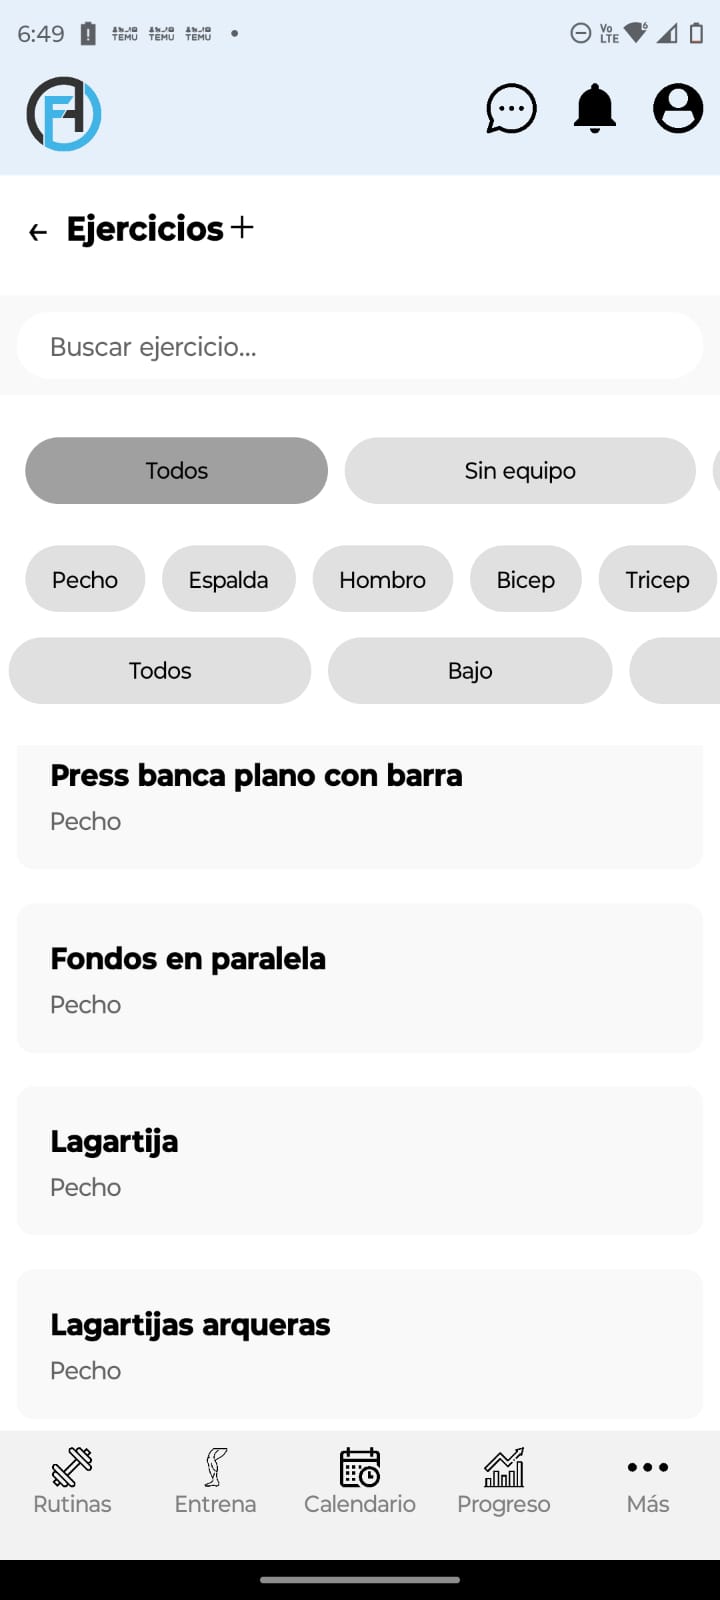 6:49 TEMU TEMU TEMU Vo LTE 6
FA
← Ejercicios +
Buscar ejercicio...
Todos Sin equipo
Pecho Espalda Hombro Bicep Tricep
Todos Bajo
Press banca plano con barra
Pecho
Fondos en paralela
Pecho
Lagartija
Pecho
Lagartijas arqueras
Pecho
Rutinas Entrena Calendario Progreso Más